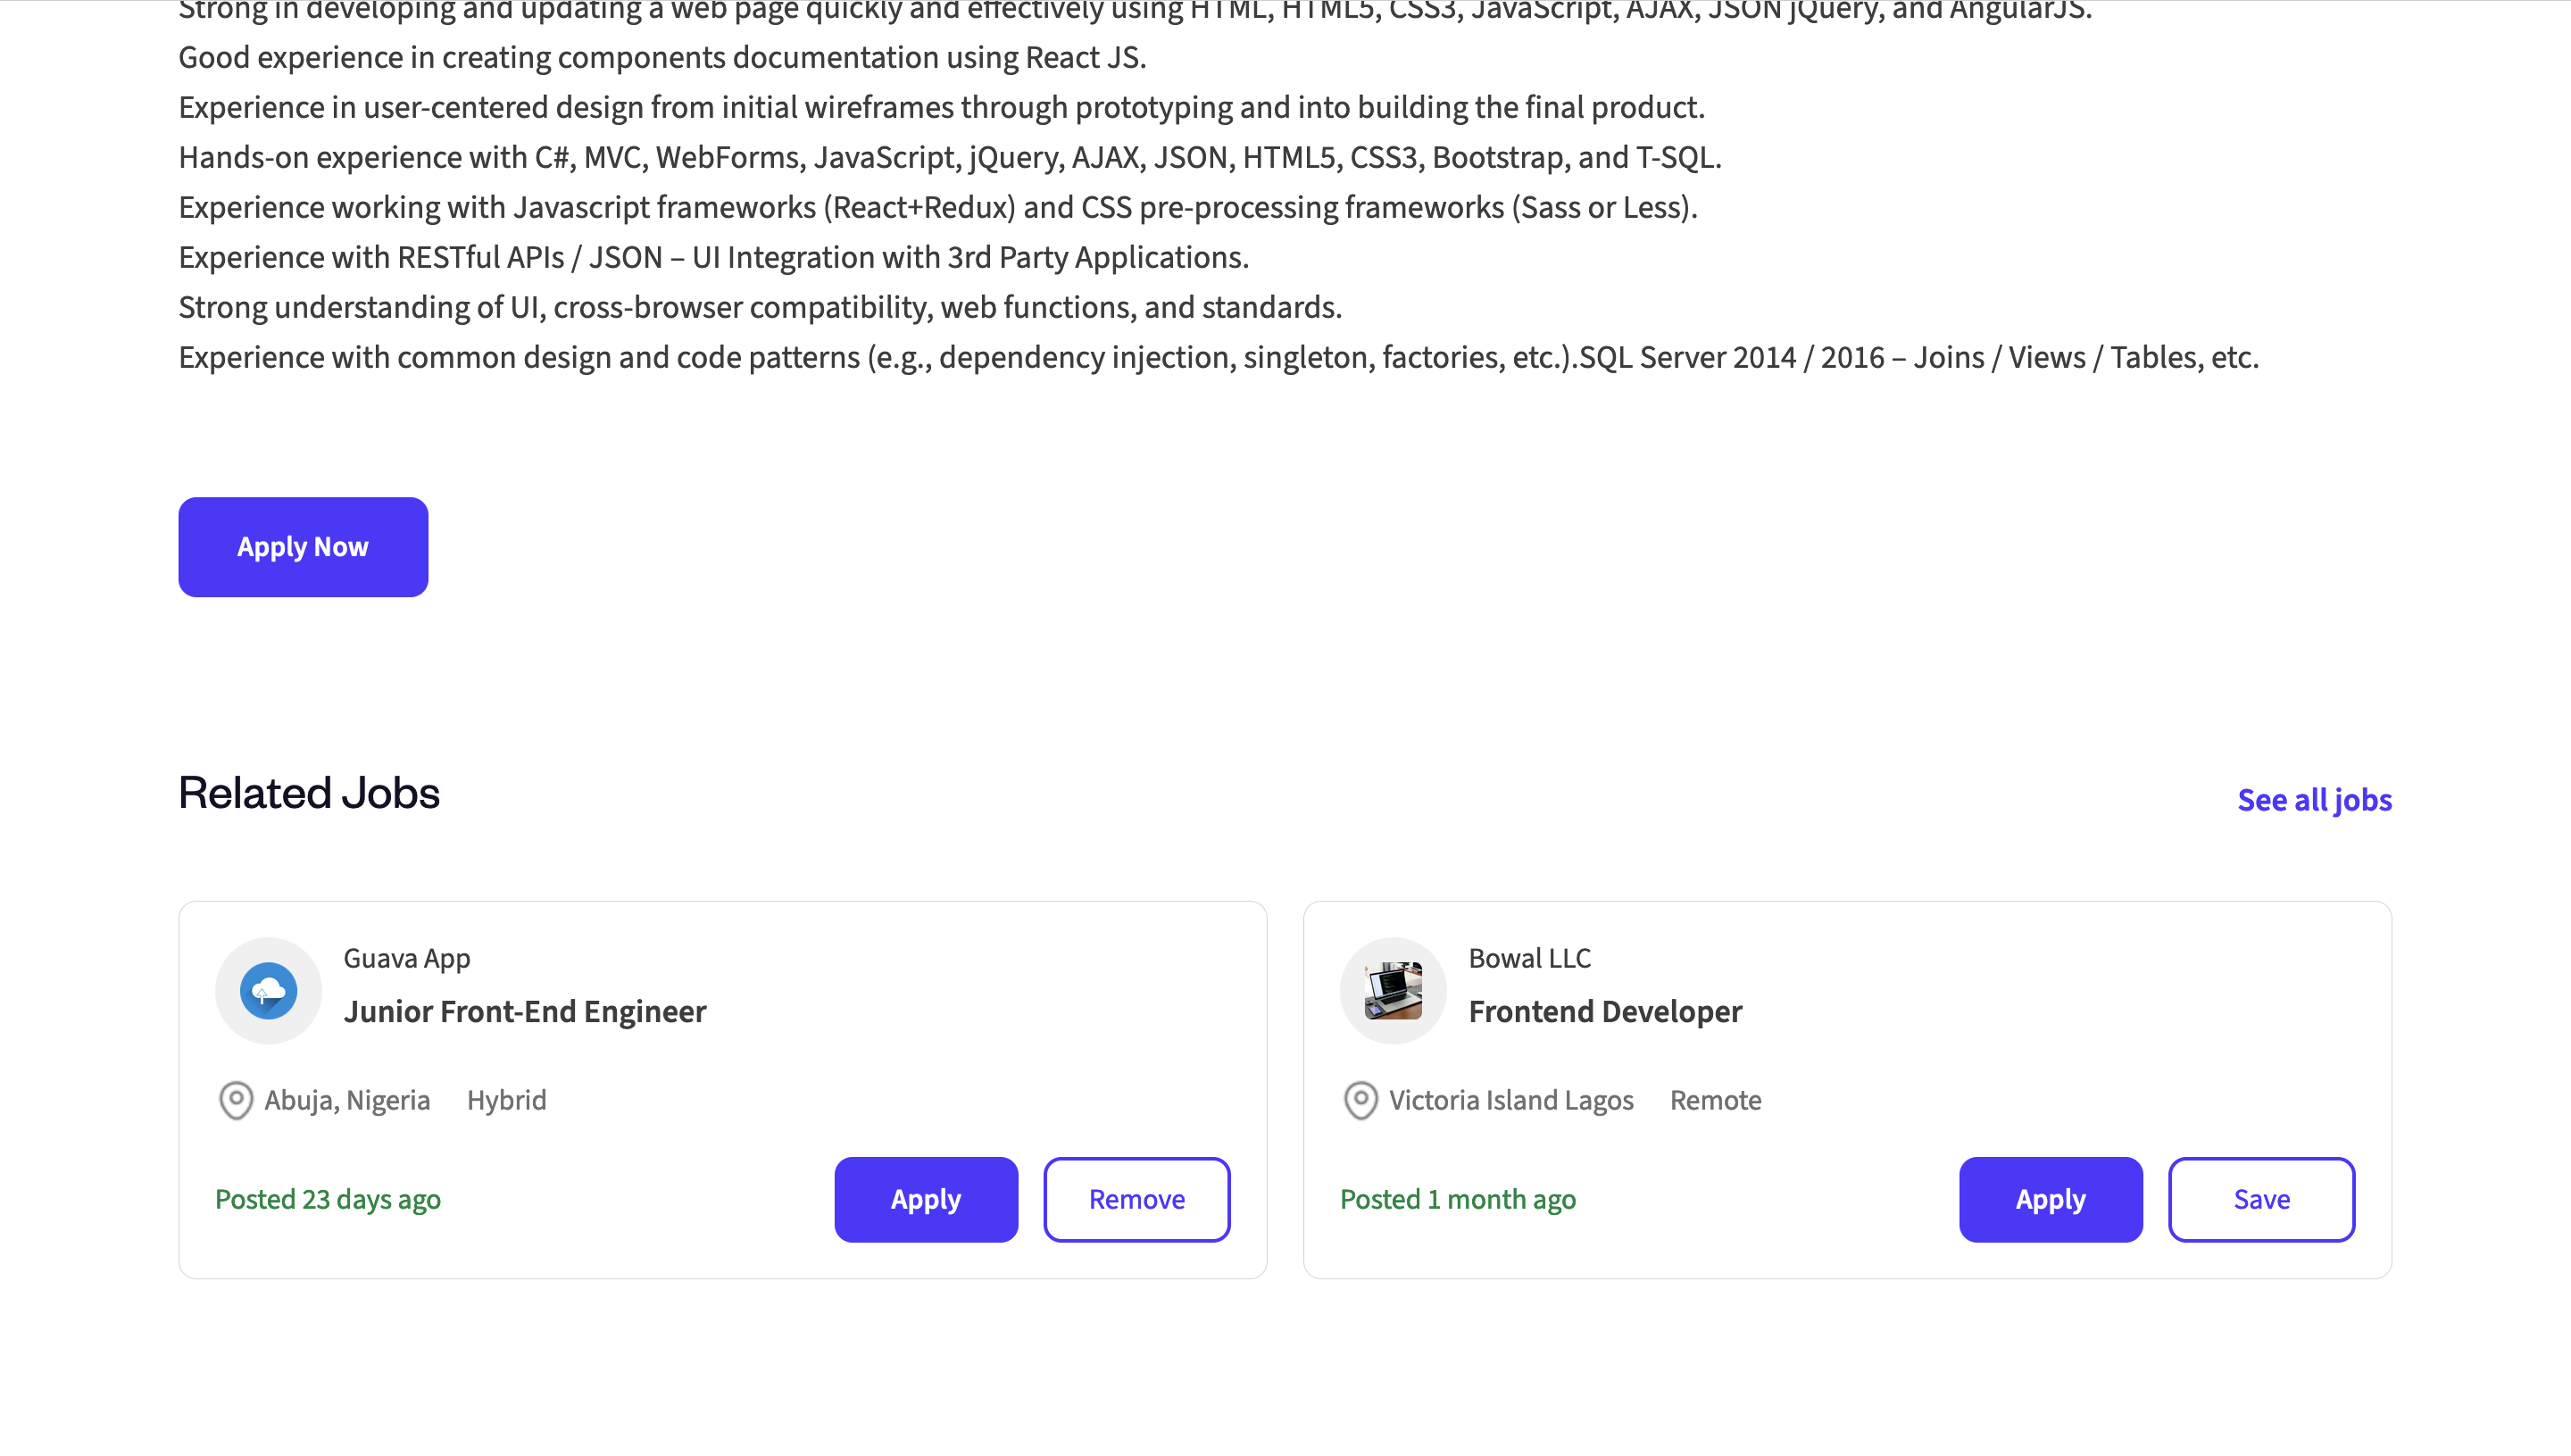 Strong in developing and updating a web page quickly and effectively using HTML, HTML5, CSS3, JavaScript, AJAX, JSON jQuery, and AngularJS.
Good experience in creating components documentation using React JS.
Experience in user-centered design from initial wireframes through prototyping and into building the final product.
Hands-on experience with C#, MVC, WebForms, JavaScript, jQuery, AJAX, JSON, HTML5, CSS3, Bootstrap, and T-SQL.
Experience working with Javascript frameworks (React+Redux) and CSS pre-processing frameworks (Sass or Less).
Experience with RESTful APIs / JSON – UI Integration with 3rd Party Applications.
Strong understanding of UI, cross-browser compatibility, web functions, and standards.
Experience with common design and code patterns (e.g., dependency injection, singleton, factories, etc.).SQL Server 2014 / 2016 – Joins / Views / Tables, etc.
Apply Now
Related Jobs
See all jobs
Guava App
Junior Front-End Engineer
Abuja, Nigeria Hybrid
Posted 23 days ago
Apply
Remove
Bowal LLC
Frontend Developer
Victoria Island Lagos Remote
Posted 1 month ago
Apply
Save